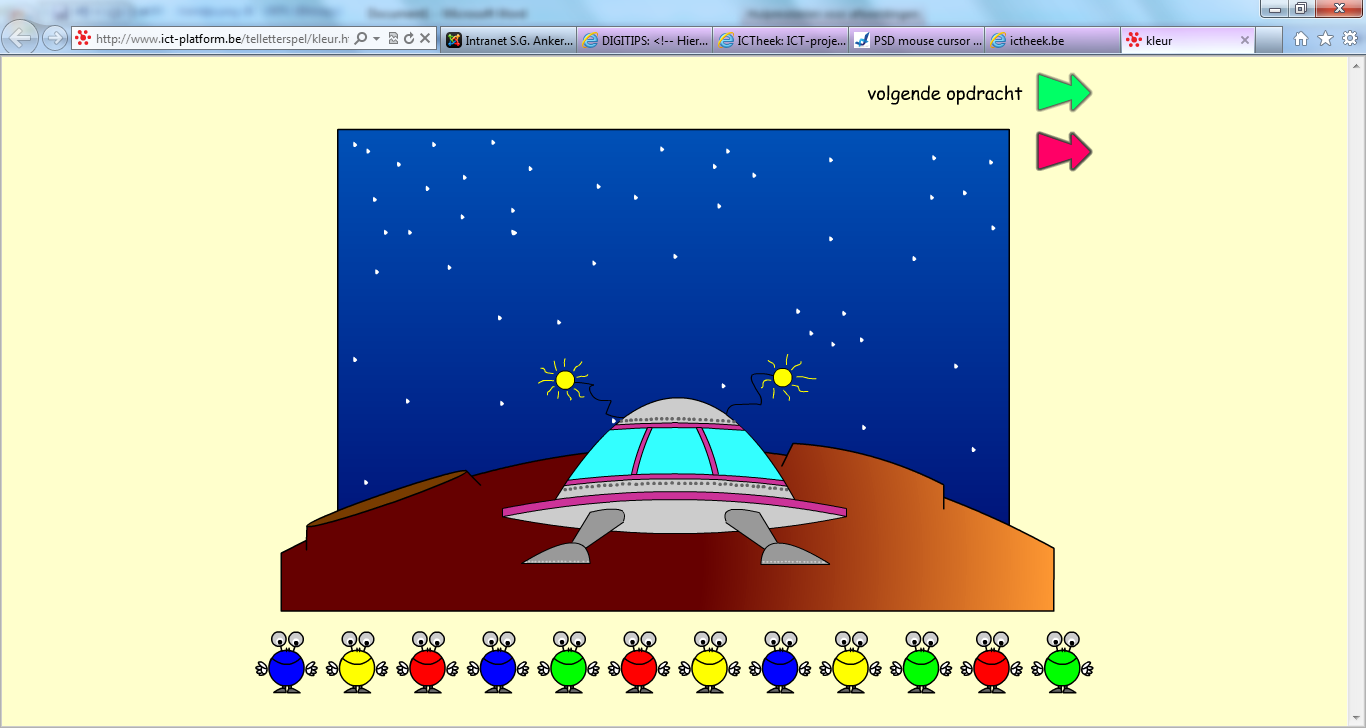 http://www.ict-platform.be/telletterspel/kleur.h
Intranet S.G. Anker...
DIGITIPS: <!-- Hier...
ICTheek: ICT-proje...
PSD mouse cursor ...
ictheek.be
kleur
volgende opdracht